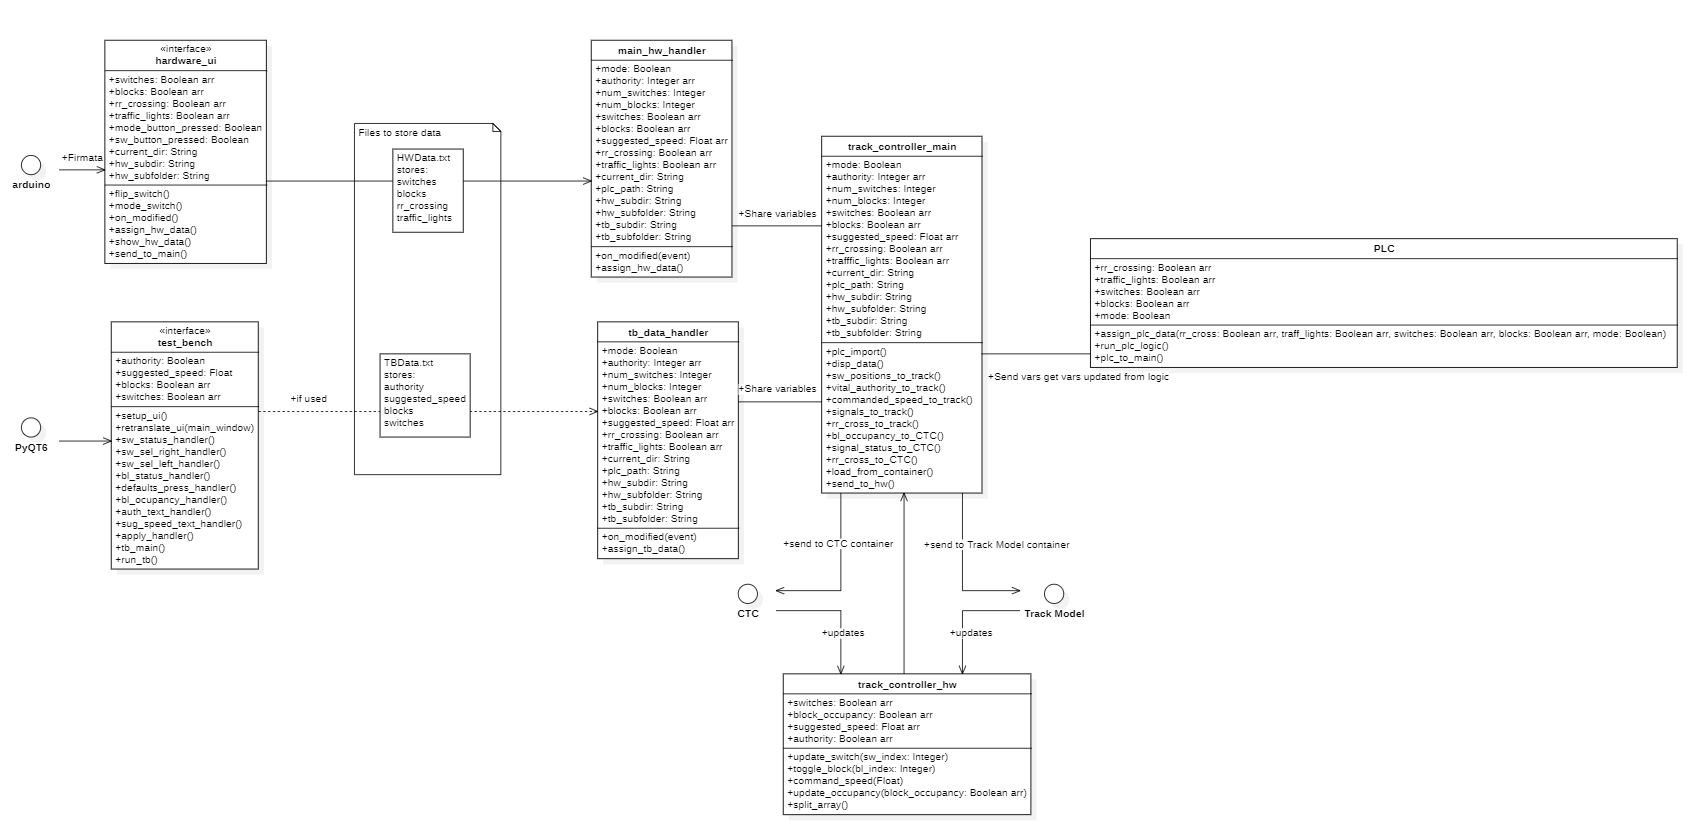 «interface»
hardware_ui
+switches: Boolean arr
+blocks: Boolean arr
+rr_crossing: Boolean arr
+traffic_lights: Boolean arr
+mode_button_pressed: Boolean
+sw_button_pressed: Boolean
+current_dir: String
+hw_subdir: String
+hw_subfolder: String
+flip_switch()
+mode_switch()
+on_modified()
+assign_hw_data()
+show_hw_data()
+send_to_main()
+Firmata
arduino
Files to store data
HWData.txt
stores:
switches
blocks
rr_crossing
traffic_lights
TBData.txt
stores:
authority
suggested_speed
blocks
switches
main_hw_handler
+mode: Boolean
+authority: Integer arr
+num_switches: Integer
+num_blocks: Integer
+switches: Boolean arr
+blocks: Boolean arr
+suggested_speed: Float arr
+rr_crossing: Boolean arr
+traffic_lights: Boolean arr
+current_dir: String
+plc_path: String
+hw_subdir: String
+hw_subfolder: String
+tb_subdir: String
+tb_subfolder: String
+on_modified(event)
+assign_hw_data()
+Share variables
track_controller_main
+mode: Boolean
+authority: Integer arr
+num_switches: Integer
+num_blocks: Integer
+switches: Boolean arr
+blocks: Boolean arr
+suggested_speed: Float arr
+rr_crossing: Boolean arr
+trafffic_lights: Boolean arr
+current_dir: String
+plc_path: String
+hw_subdir: String
+hw_subfolder: String
+tb_subdir: String
+tb_subfolder: String
+plc_import()
+disp_data()
+sw_positions_to_track()
+vital_authority_to_track()
+commanded_speed_to_track()
+signals_to_track()
+rr_cross_to_track()
+bl_occupancy_to_CTC()
+signal_status_to_CTC()
+rr_cross_to_CTC()
+load_from_container()
+send_to_hw()
PLC
+rr_crossing: Boolean arr
+traffic_lights: Boolean arr
+switches: Boolean arr
+blocks: Boolean arr
+mode: Boolean
+assign_plc_data(rr_cross: Boolean arr, traff_lights: Boolean arr, switches: Boolean arr, blocks: Boolean arr, mode: Boolean)
+run_plc_logic()
+plc_to_main()
+Send vars get vars updated from logic
«interface»
test_bench
+authority: Boolean
+suggested_speed: Float
+blocks: Boolean arr
+switches: Boolean arr
+setup_ui()
+retranslate_ui(main_window)
+sw_status_handler()
+sw_sel_right_handler()
+sw_sel_left_handler()
+bl_status_handler()
+defaults_press_handler()
+bl_ocupancy_handler()
+auth_text_handler()
+sug_speed_text_handler()
+apply_handler()
+tb_main()
+run_tb()
PyQT6
+if used
tb_data_handler
+mode: Boolean
+authority: Integer arr
+num_switches: Integer
+num_blocks: Integer
+switches: Boolean arr
+blocks: Boolean arr
+suggested_speed: Float arr
+rr_crossing: Boolean arr
+traffic_lights: Boolean arr
+current_dir: String
+plc_path: String
+hw_subdir: String
+hw_subfolder: String
+tb_subdir: String
+tb_subfolder: String
+on_modified(event)
+assign_tb_data()
+Share variables
+send to CTC container
+send to Track Model container
CTC
Track Model
+updates
+updates
track_controller_hw
+switches: Boolean arr
+block_occupancy: Boolean arr
+suggested_speed: Float arr
+authority: Boolean arr
+update_switch(sw_index: Integer)
+toggle_block(bl_index: Integer)
+command_speed(Float)
+update_occupancy(block_occupancy: Boolean arr)
+split_array()